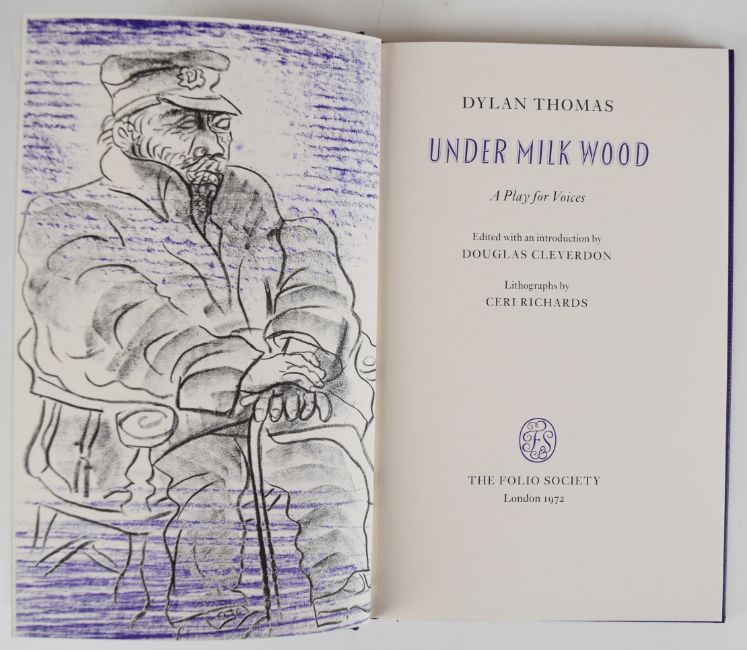 DYLAN THOMAS
UNDER MILK WOOD
A Play for Voices
Edited with an introduction by
DOUGLAS CLEVERDON
Lithographs by
CERI RICHARDS
FS
THE FOLIO SOCIETY
London 1972